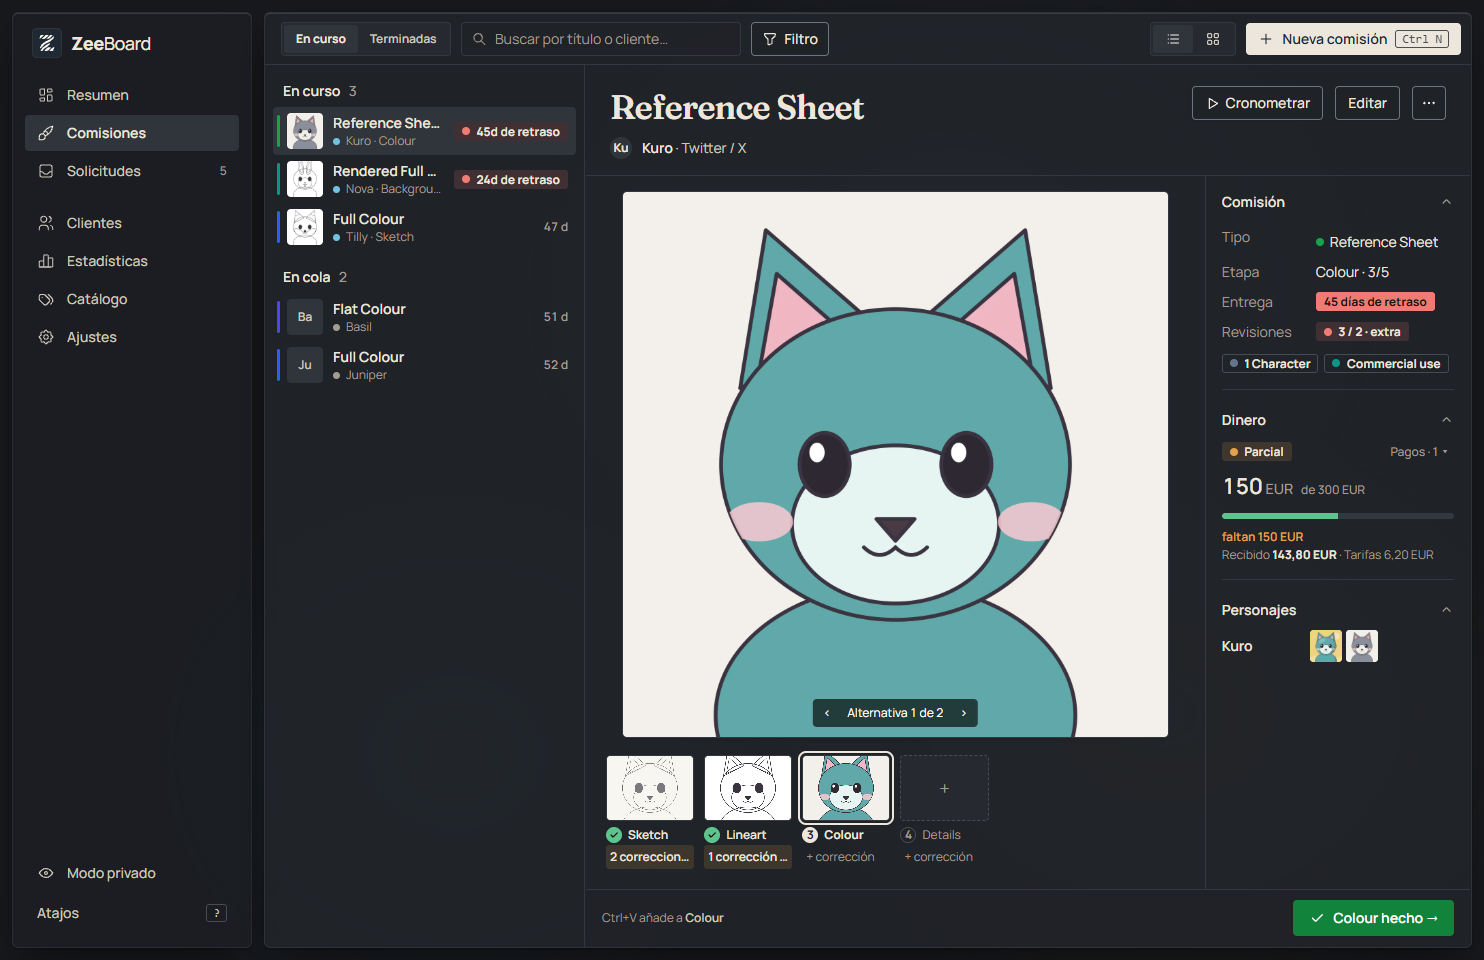 ZeeBoard
Resumen
Comisiones
Solicitudes 5
Clientes
Estadísticas
Catálogo
Ajustes
Modo privado
Atajos ?
En curso Terminadas
Buscar por título o cliente...
Filtro
Nueva comisión Ctrl N
En curso 3
Reference She...
Kuro · Colour
45d de retraso
Rendered Full ...
Nova · Backgrou...
24d de retraso
Full Colour
Tilly · Sketch
47 d
En cola 2
Ba
Flat Colour
Basil
51 d
Ju
Full Colour
Juniper
52 d
Reference Sheet
Ku Kuro · Twitter / X
Cronometrar
Editar
...
Alternativa 1 de 2
Sketch
2 correccion...
Lineart
1 corrección ...
3 Colour
+ corrección
+
4 Details
+ corrección
Comisión
Tipo Reference Sheet
Etapa Colour · 3/5
Entrega 45 días de retraso
Revisiones 3 / 2 · extra
1 Character Commercial use
Dinero
Parcial Pagos · 1
150 EUR de 300 EUR
faltan 150 EUR
Recibido 143,80 EUR · Tarifas 6,20 EUR
Personajes
Kuro
Ctrl+V añade a Colour
Colour hecho →